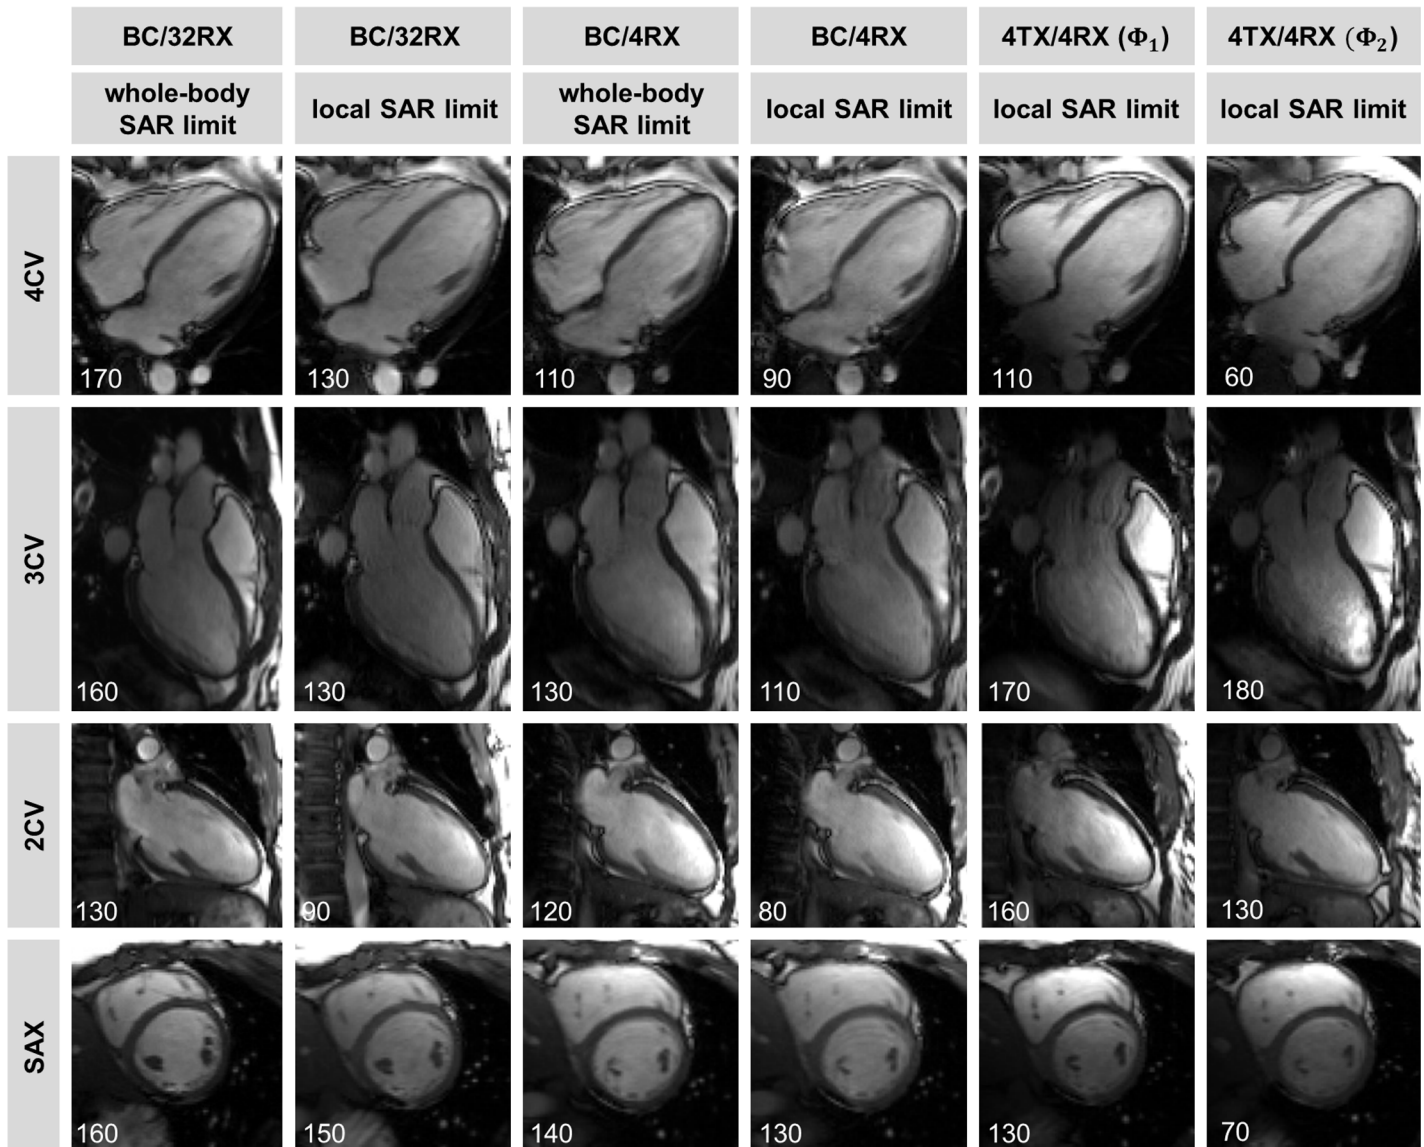 BC/32RX BC/32RX BC/4RX BC/4RX 4TX/4RX (Φ1) 4TX/4RX (Φ2)
whole-body SAR limit local SAR limit whole-body SAR limit local SAR limit local SAR limit local SAR limit
4CV 170 130 110 90 110 60
3CV 160 130 130 110 170 180
2CV 130 90 120 80 160 130
SAX 160 150 140 130 130 70